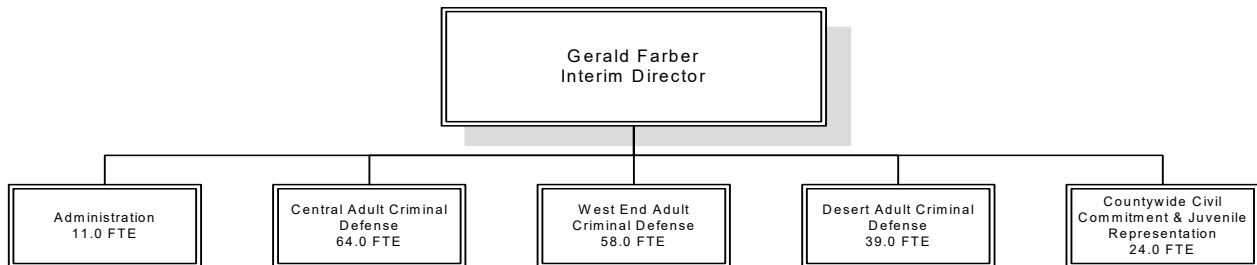 Gerald Farber
Interim Director
Administration
11.0 FTE
Central Adult Criminal
Defense
64.0 FTE
West End Adult
Criminal Defense
58.0 FTE
Desert Adult Criminal
Defense
39.0 FTE
Countywide Civil
Commitment & Juvenile
Representation
24.0 FTE